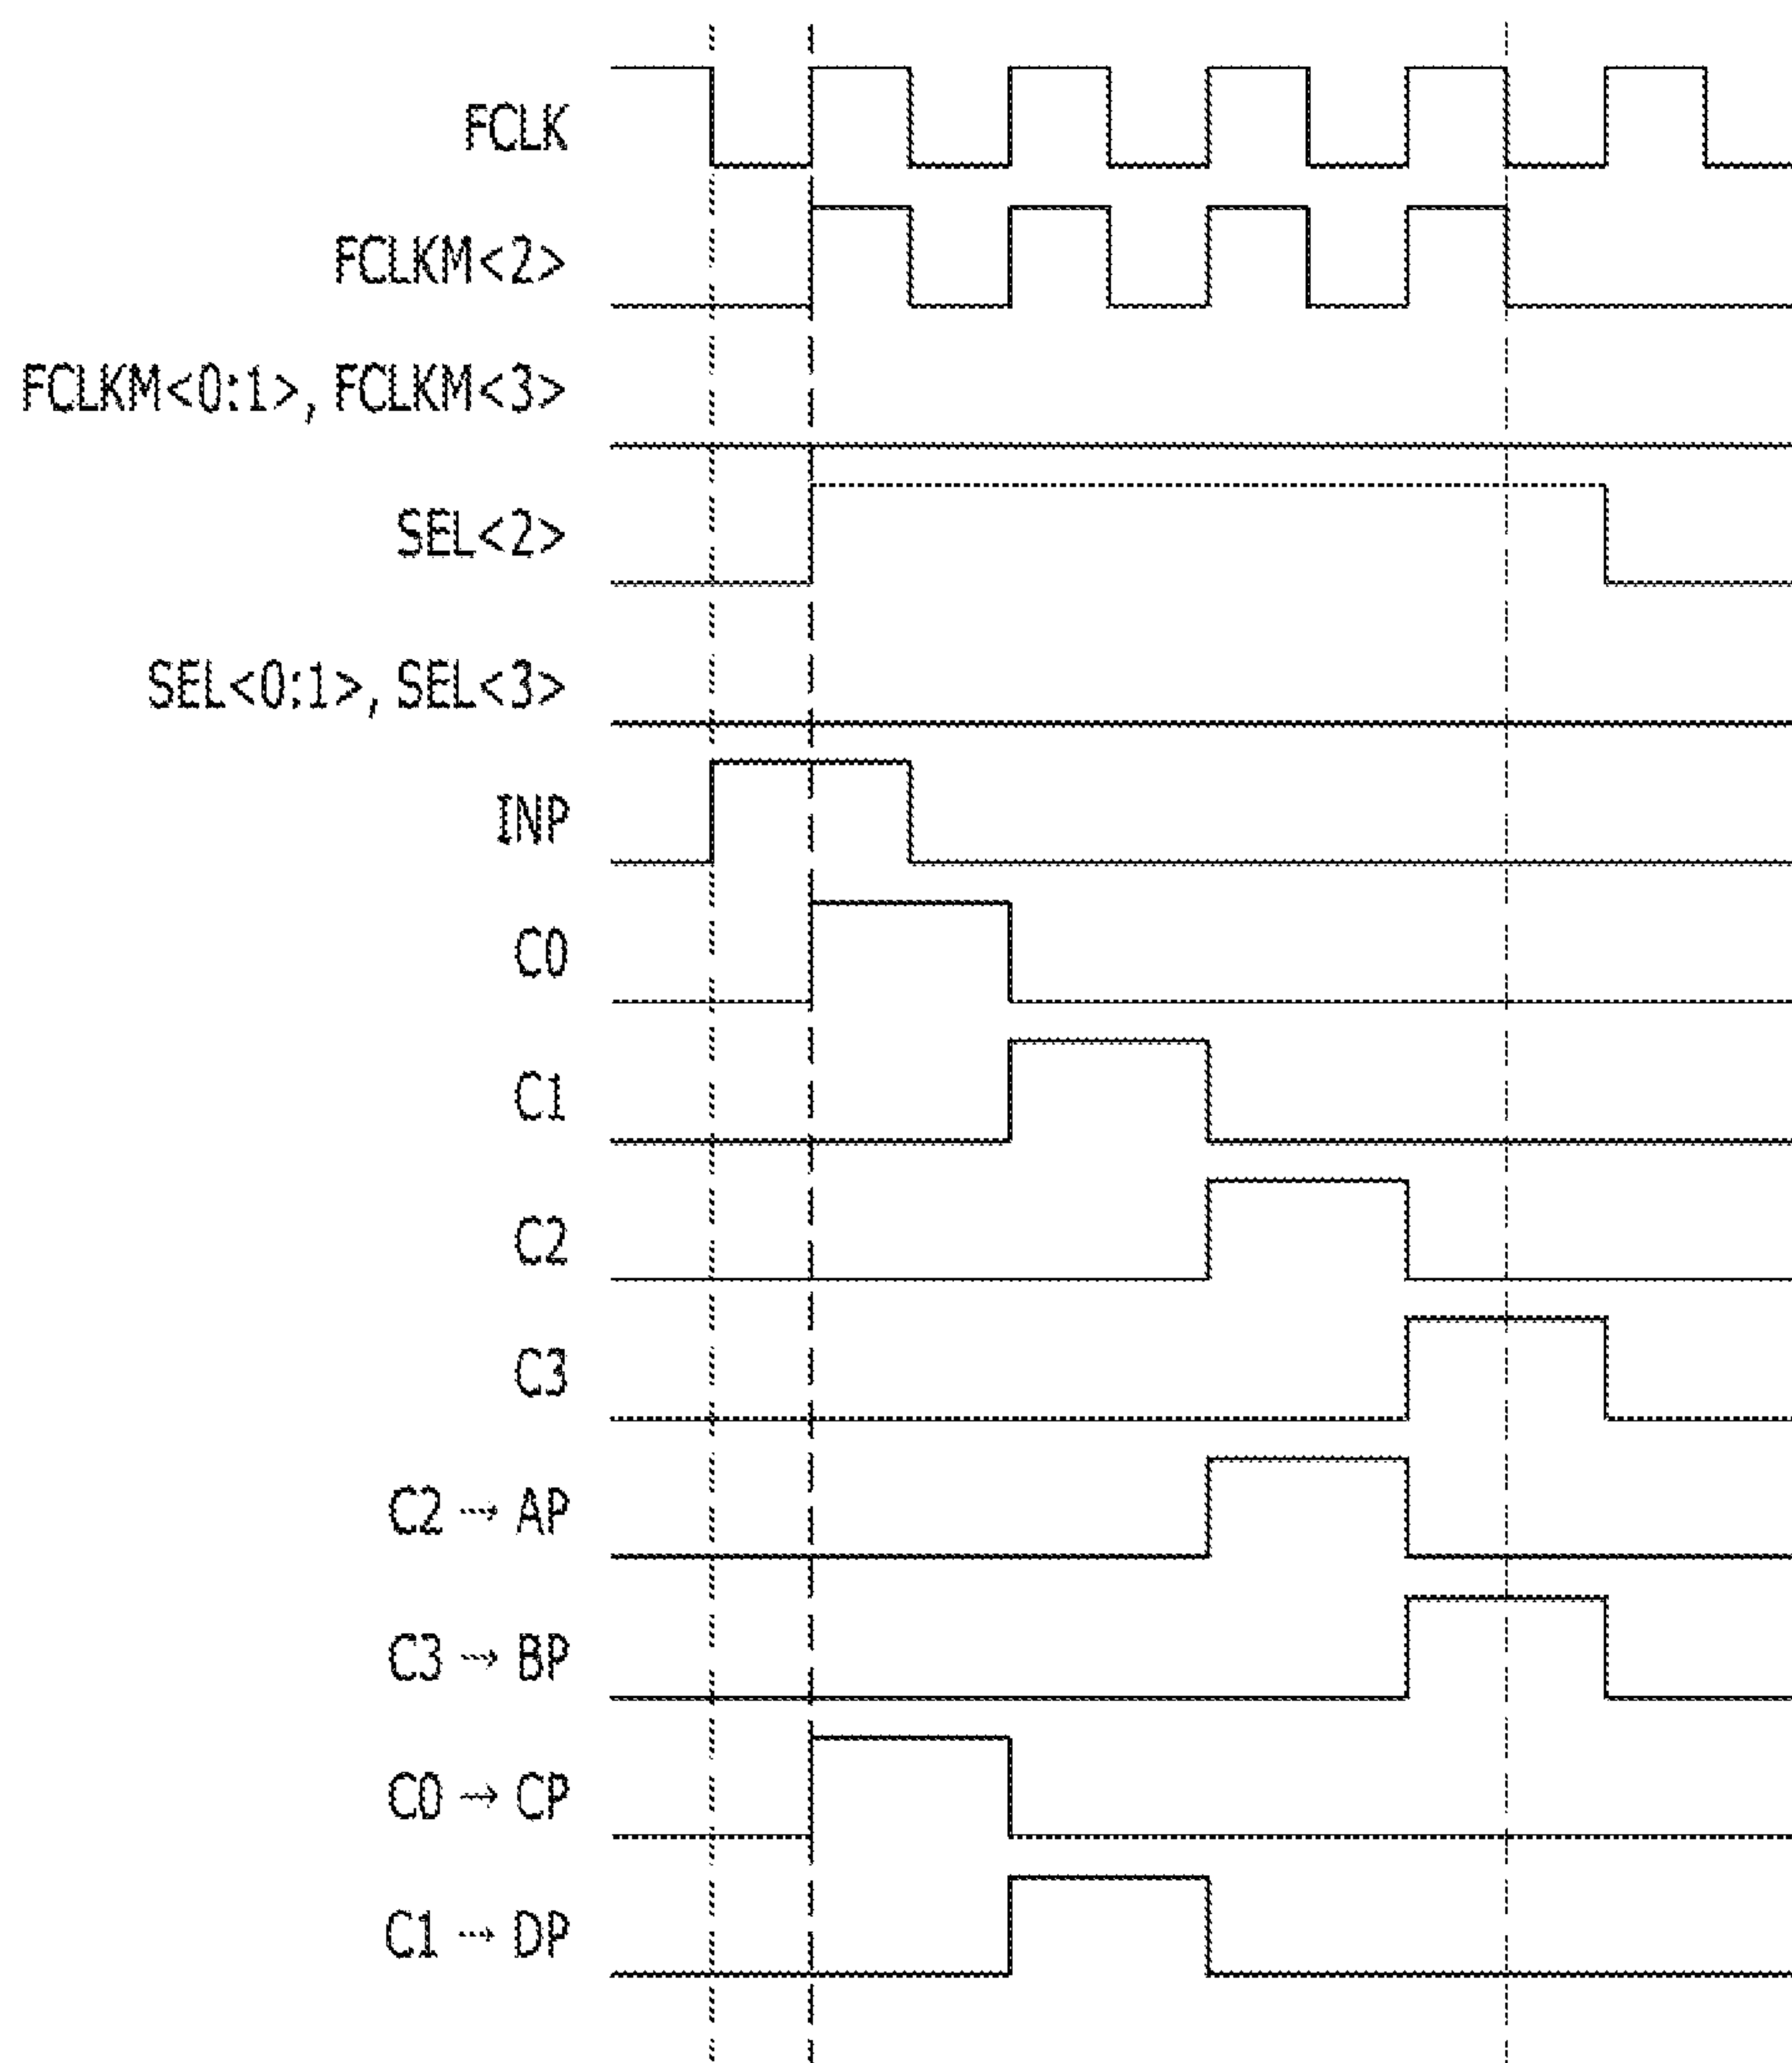 FCLK
FCLKM<2>
FCLKM<0:1>, FCLKM<3>
SEL<2>
SEL<0:1>, SEL<3>
INP
C0
C1
C2
C3
C2 → AP
C3 → BP
C0 → CP
C1 → DP